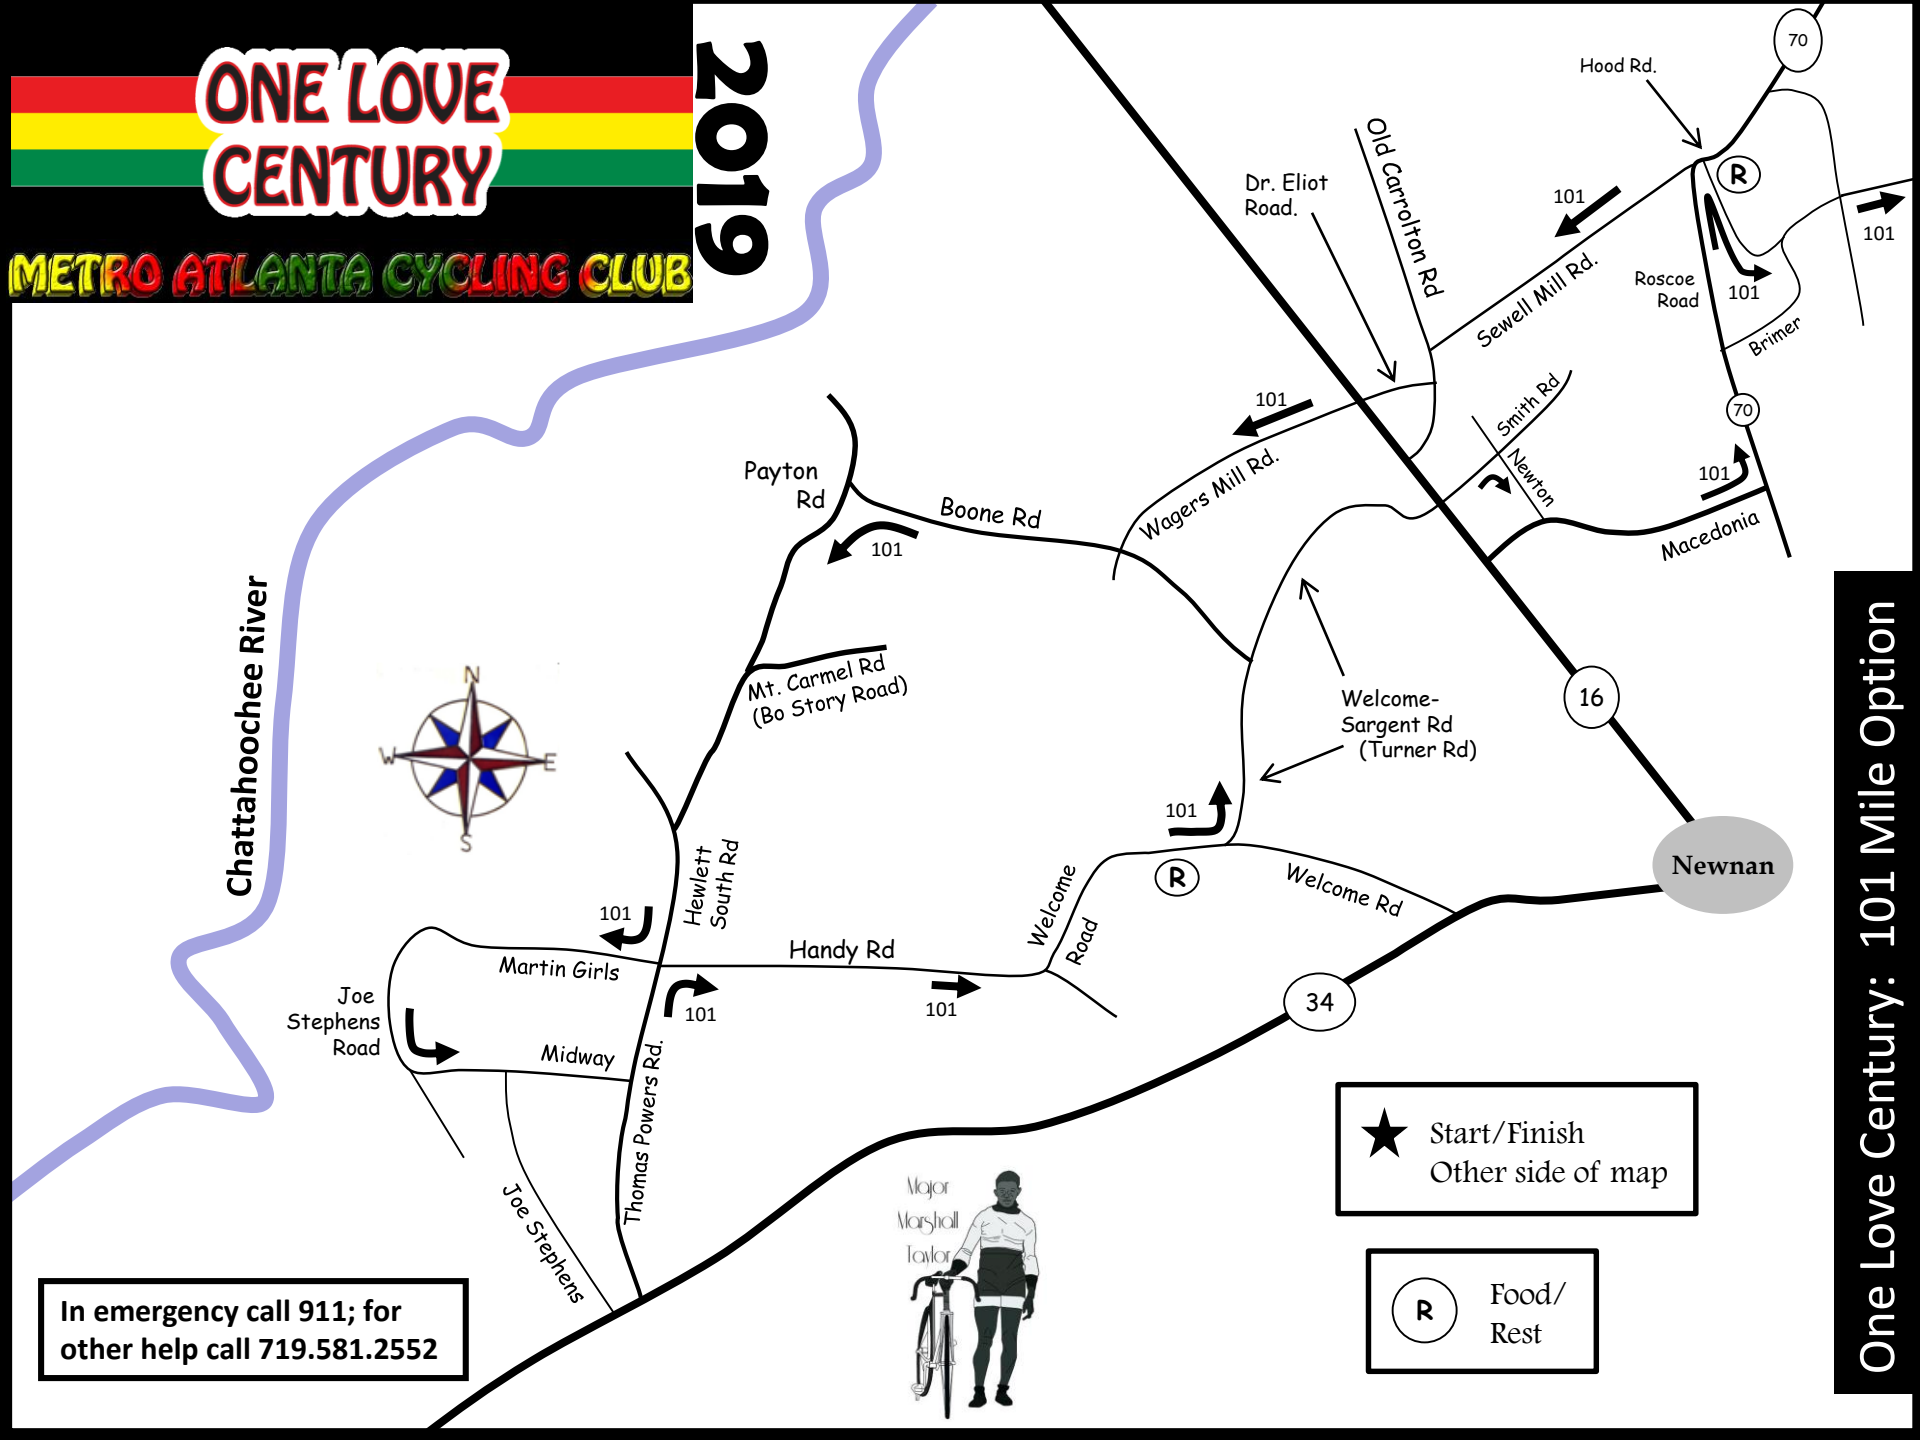 ONE LOVE
CENTURY
METRO ATLANTA CYCLING CLUB
2019
70
Hood Rd.
R
Old Carrolton Rd
Dr. Eliot
Road.
101
101
Sewell Mill Rd.
Roscoe
Road
101
Brimer
101
Smith Rd
70
Newton
101
Wagers Mill Rd.
Macedonia
Payton
Rd
Boone Rd
101
Chattahoochee River
N
W
E
S
Mt. Carmel Rd
(Bo Story Road)
Welcome-
Sargent Rd
(Turner Rd)
16
101
R
Newnan
Hewlett
South Rd
Welcome
Road
Welcome Rd
101
Martin Girls
Handy Rd
101
101
34
Joe
Stephens
Road
Midway
Thomas Powers Rd.
Joe Stephens
Major
Marshall
Taylor
Start/Finish
Other side of map
R
Food/
Rest
In emergency call 911; for
other help call 719.581.2552
One Love Century: 101 Mile Option